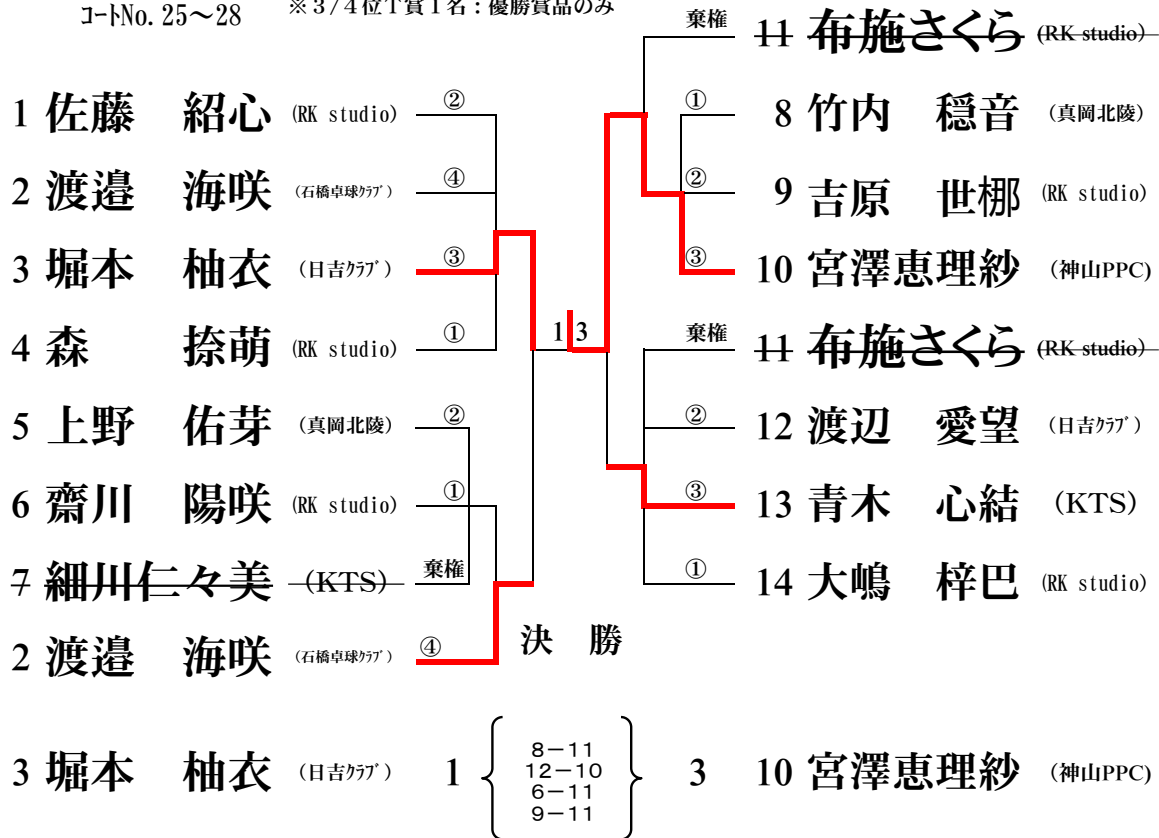 ｺｰﾄNo. 25～28　※３/４位Ｔ賞１名：優勝賞品のみ
棄権 11 布施さくら (RK studio)
1 佐藤　紹心 (RK studio) ②
① 8 竹内　穏音 (真岡北陵)
2 渡邉　海咲 (石橋卓球ｸﾗﾌﾞ) ④
② 9 吉原　世梛 (RK studio)
3 堀本　柚衣 (日吉ｸﾗﾌﾞ) ③
③ 10 宮澤恵理紗 (神山PPC)
1 3
4 森　捺萌 (RK studio) ①
棄権 11 布施さくら (RK studio)
5 上野　佑芽 (真岡北陵) ②
② 12 渡辺　愛望 (日吉ｸﾗﾌﾞ)
6 齋川　陽咲 (RK studio) ①
③ 13 青木　心結 (KTS)
7 細川仁々美 (KTS) 棄権
① 14 大嶋　梓巴 (RK studio)
2 渡邉　海咲 (石橋卓球ｸﾗﾌﾞ) ④
決　勝
3 堀本　柚衣 (日吉ｸﾗﾌﾞ) 1
８－11
12－10
６－11
９－11
3 10 宮澤恵理紗 (神山PPC)